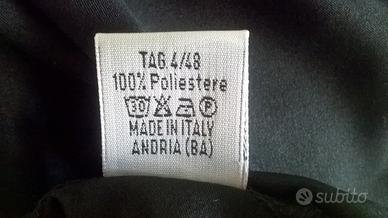 TAG 4/48
100% Poliestere
30 P
MADE IN ITALY
ANDRIA (BA)
subito